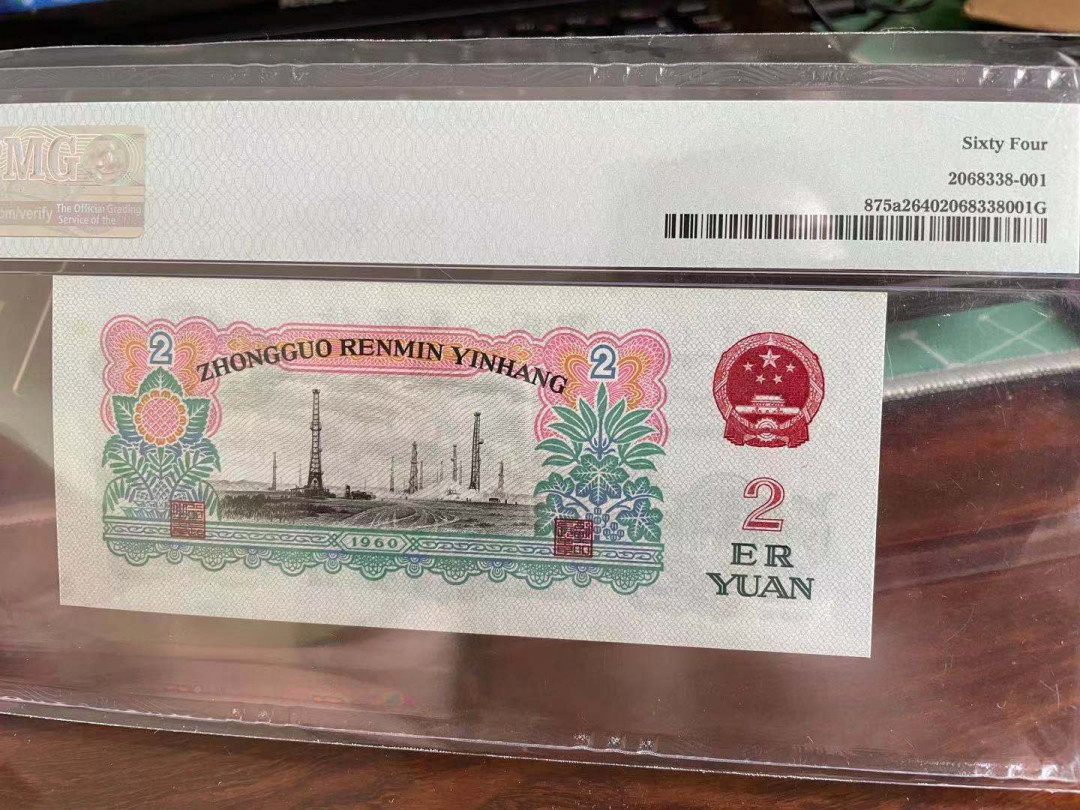 MG
om/verify
The Official Grading
Service of the
Sixty Four
2068338-001
875a26402068338001G
2
ZHONGGUO RENMIN YINHANG
2
1960
2
ER
YUAN